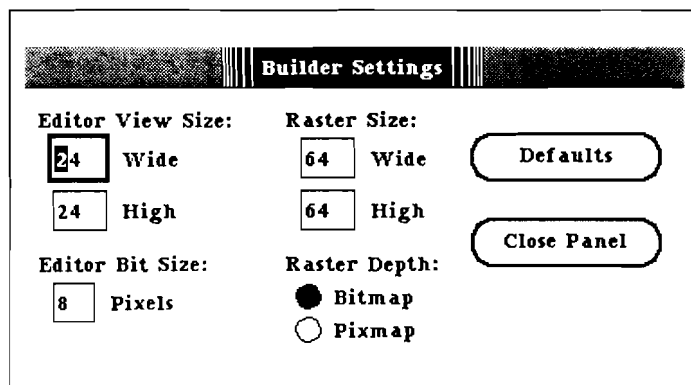 Builder Settings
Editor View Size:
24 Wide
24 High
Editor Bit Size:
8 Pixels
Raster Size:
64 Wide
64 High
Raster Depth:
Bitmap
Pixmap
Defaults
Close Panel